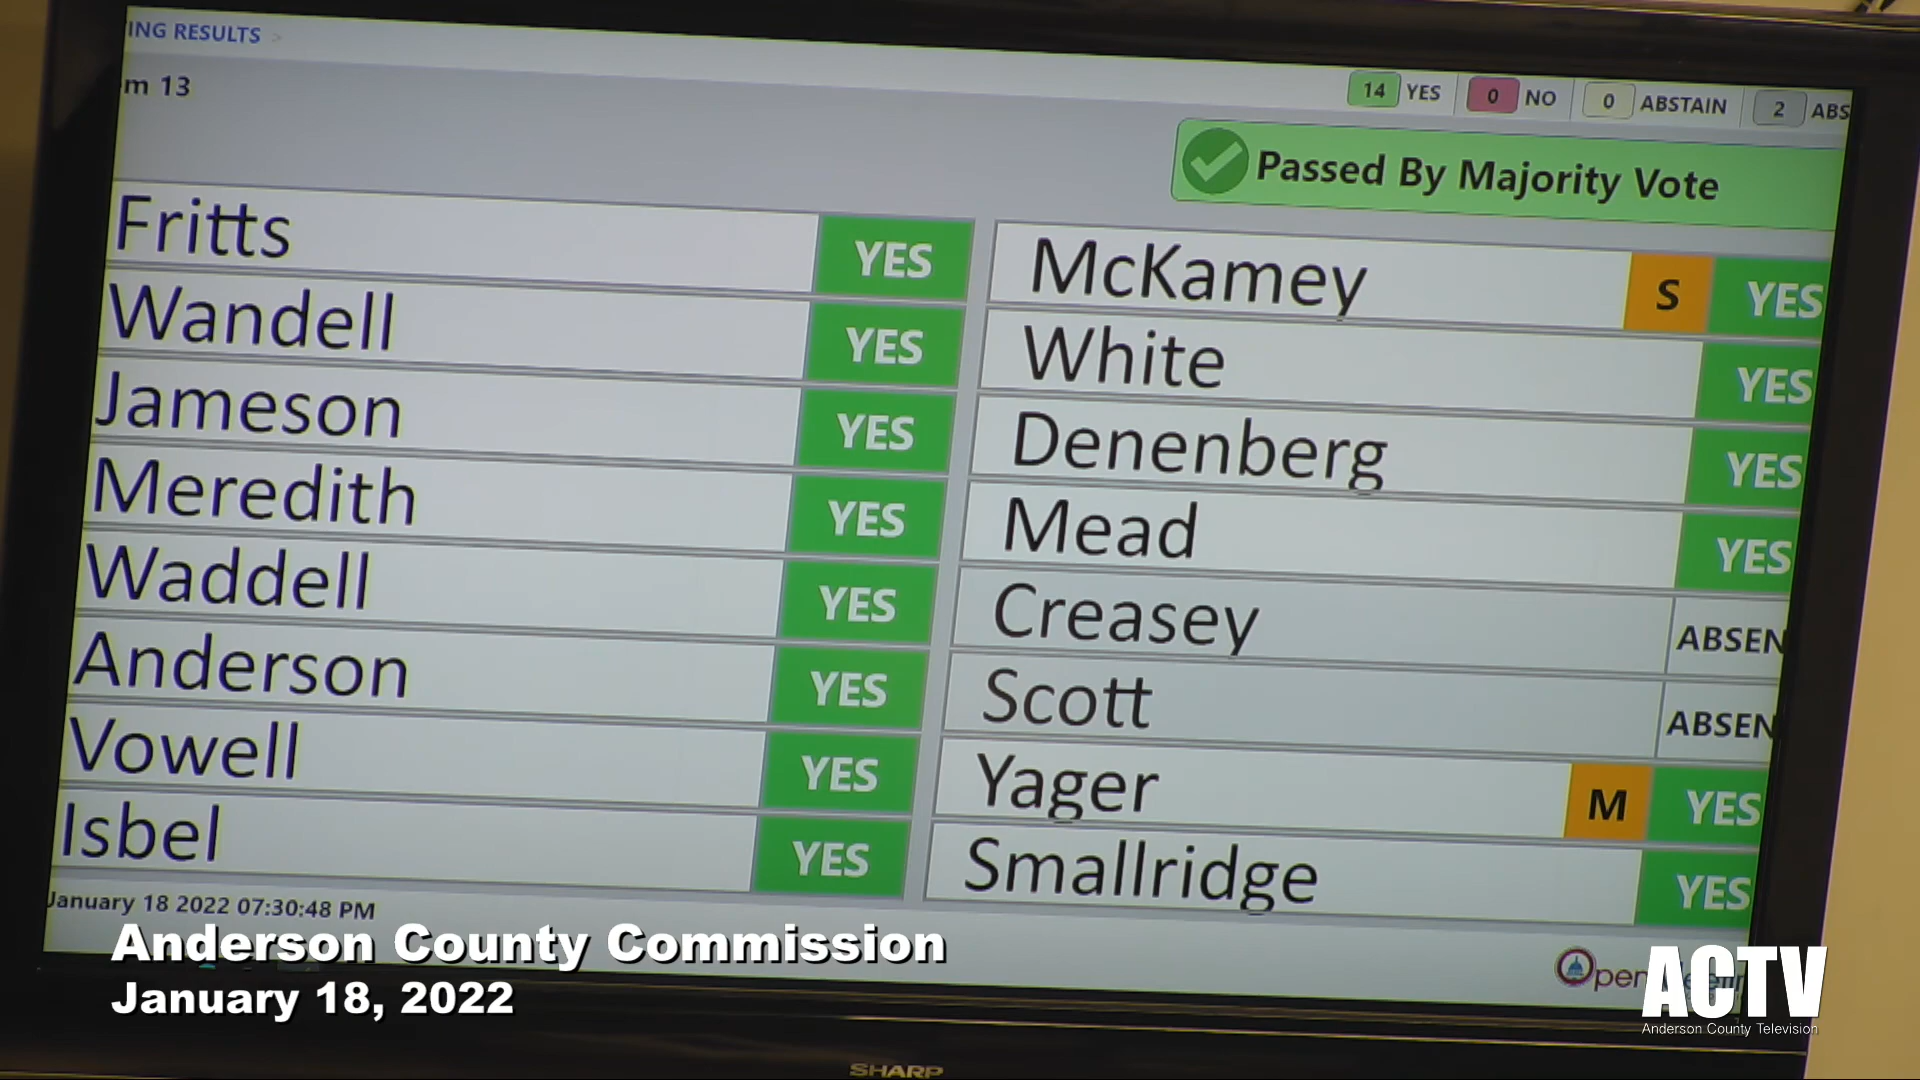 ING RESULTS >
m 13
14 YES 0 NO 0 ABSTAIN 2 ABS
Passed By Majority Vote
Fritts YES
Wandell YES
Jameson YES
Meredith YES
Waddell YES
Anderson YES
Vowell YES
Isbel YES
McKamey S YES
White YES
Denenberg YES
Mead YES
Creasey ABSEN
Scott ABSEN
Yager M YES
Smallridge YES
January 18 2022 07:30:48 PM
Anderson County Commission
January 18, 2022
Open
ACTV
Anderson County Television
SHARP